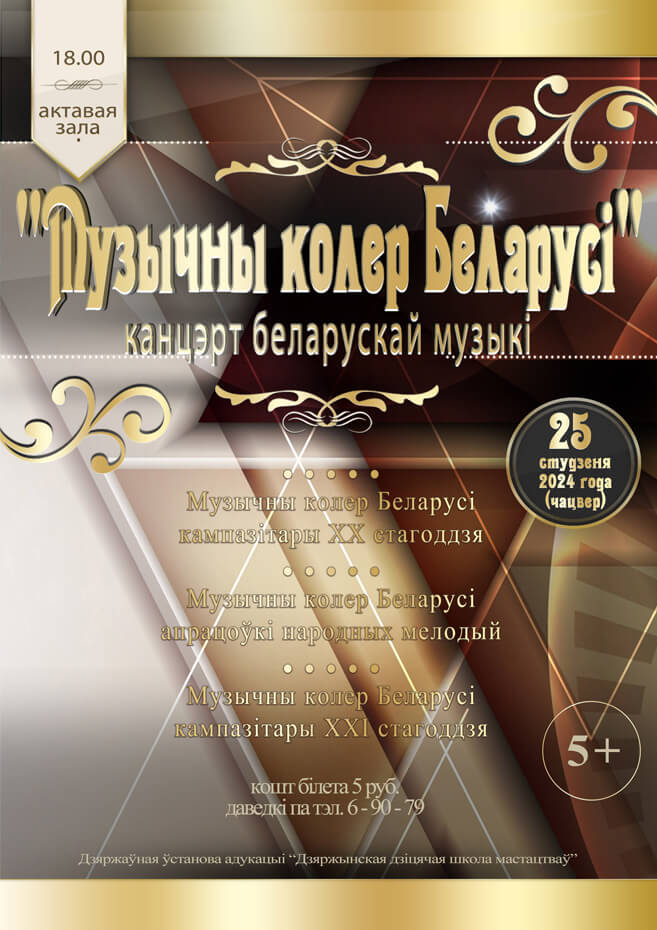 18.00
актавая
зала
"Музычны колер Беларусі"
канцэрт беларускай музыкі
25
студзеня
2024 года
(чацвер)
Музычны колер Беларусі
кампазітары XX стагоддзя
Музычны колер Беларусі
апрацоўкі народных мелодый
Музычны колер Беларусі
кампазітары XXI стагоддзя
5+
кошт білета 5 руб.
даведкі па тэл. 6 - 90 - 79
Дзяржаўная ўстанова адукацыі “Дзяржынская дзіцячая школа мастацтваў”